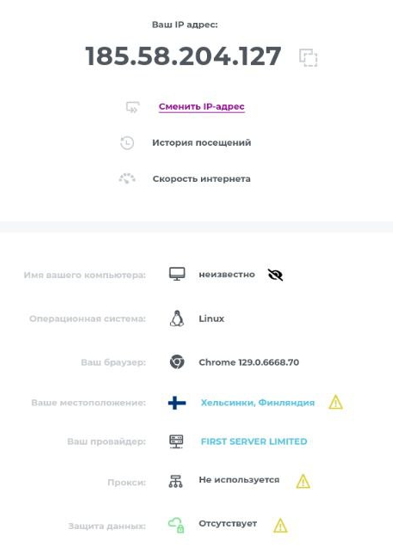 Ваш IP адрес:
185.58.204.127
Сменить IP-адрес
История посещений
Скорость интернета
Имя вашего компьютера: неизвестно
Операционная система: Linux
Ваш браузер: Chrome 129.0.6668.70
Ваше местоположение: Хельсинки, Финляндия
Ваш провайдер: FIRST SERVER LIMITED
Прокси: Не используется
Защита данных: Отсутствует